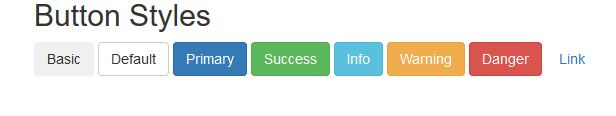 Button Styles
Basic Default Primary Success Info Warning Danger Link